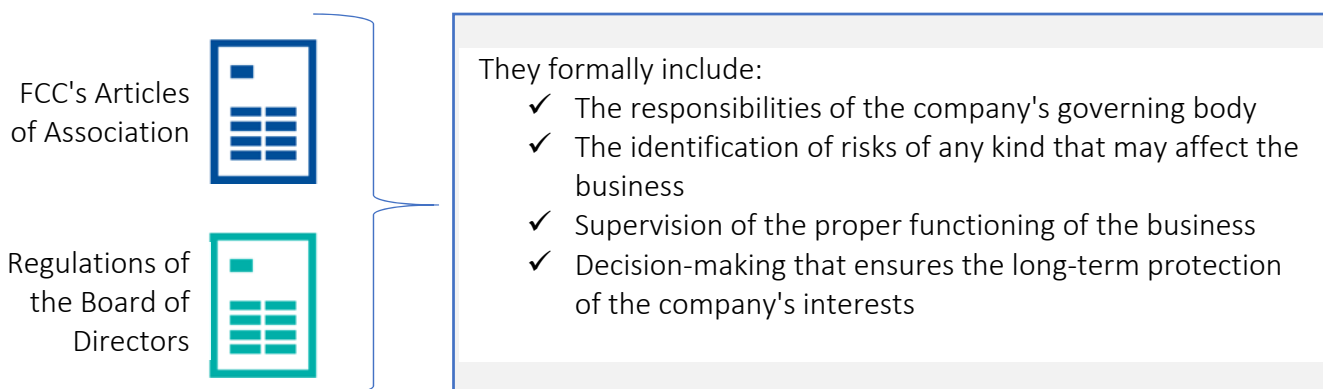 FCC's Articles
of Association
Regulations of
the Board of
Directors
They formally include:
✓ The responsibilities of the company's governing body
✓ The identification of risks of any kind that may affect the
business
✓ Supervision of the proper functioning of the business
✓ Decision-making that ensures the long-term protection
of the company's interests